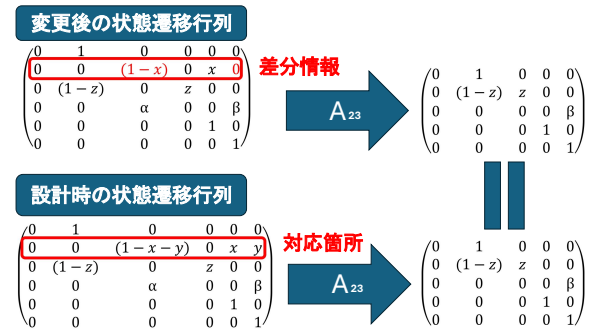 変更後の状態遷移行列
0 1 0 0 0 0
0 0 (1 − x) 0 x 0
0 (1 − z) 0 z 0 0
0 0 α 0 0 β
0 0 0 0 1 0
0 0 0 0 0 1
差分情報
A 23
0 1 0 0 0
0 (1 − z) z 0 0
0 0 0 0 β
0 0 0 1 0
0 0 0 0 1
設計時の状態遷移行列
0 1 0 0 0 0
0 0 (1 − x − y) 0 x y
0 (1 − z) 0 z 0 0
0 0 α 0 0 β
0 0 0 0 1 0
0 0 0 0 0 1
対応箇所
A 23
0 1 0 0 0
0 (1 − z) z 0 0
0 0 0 0 β
0 0 0 1 0
0 0 0 0 1